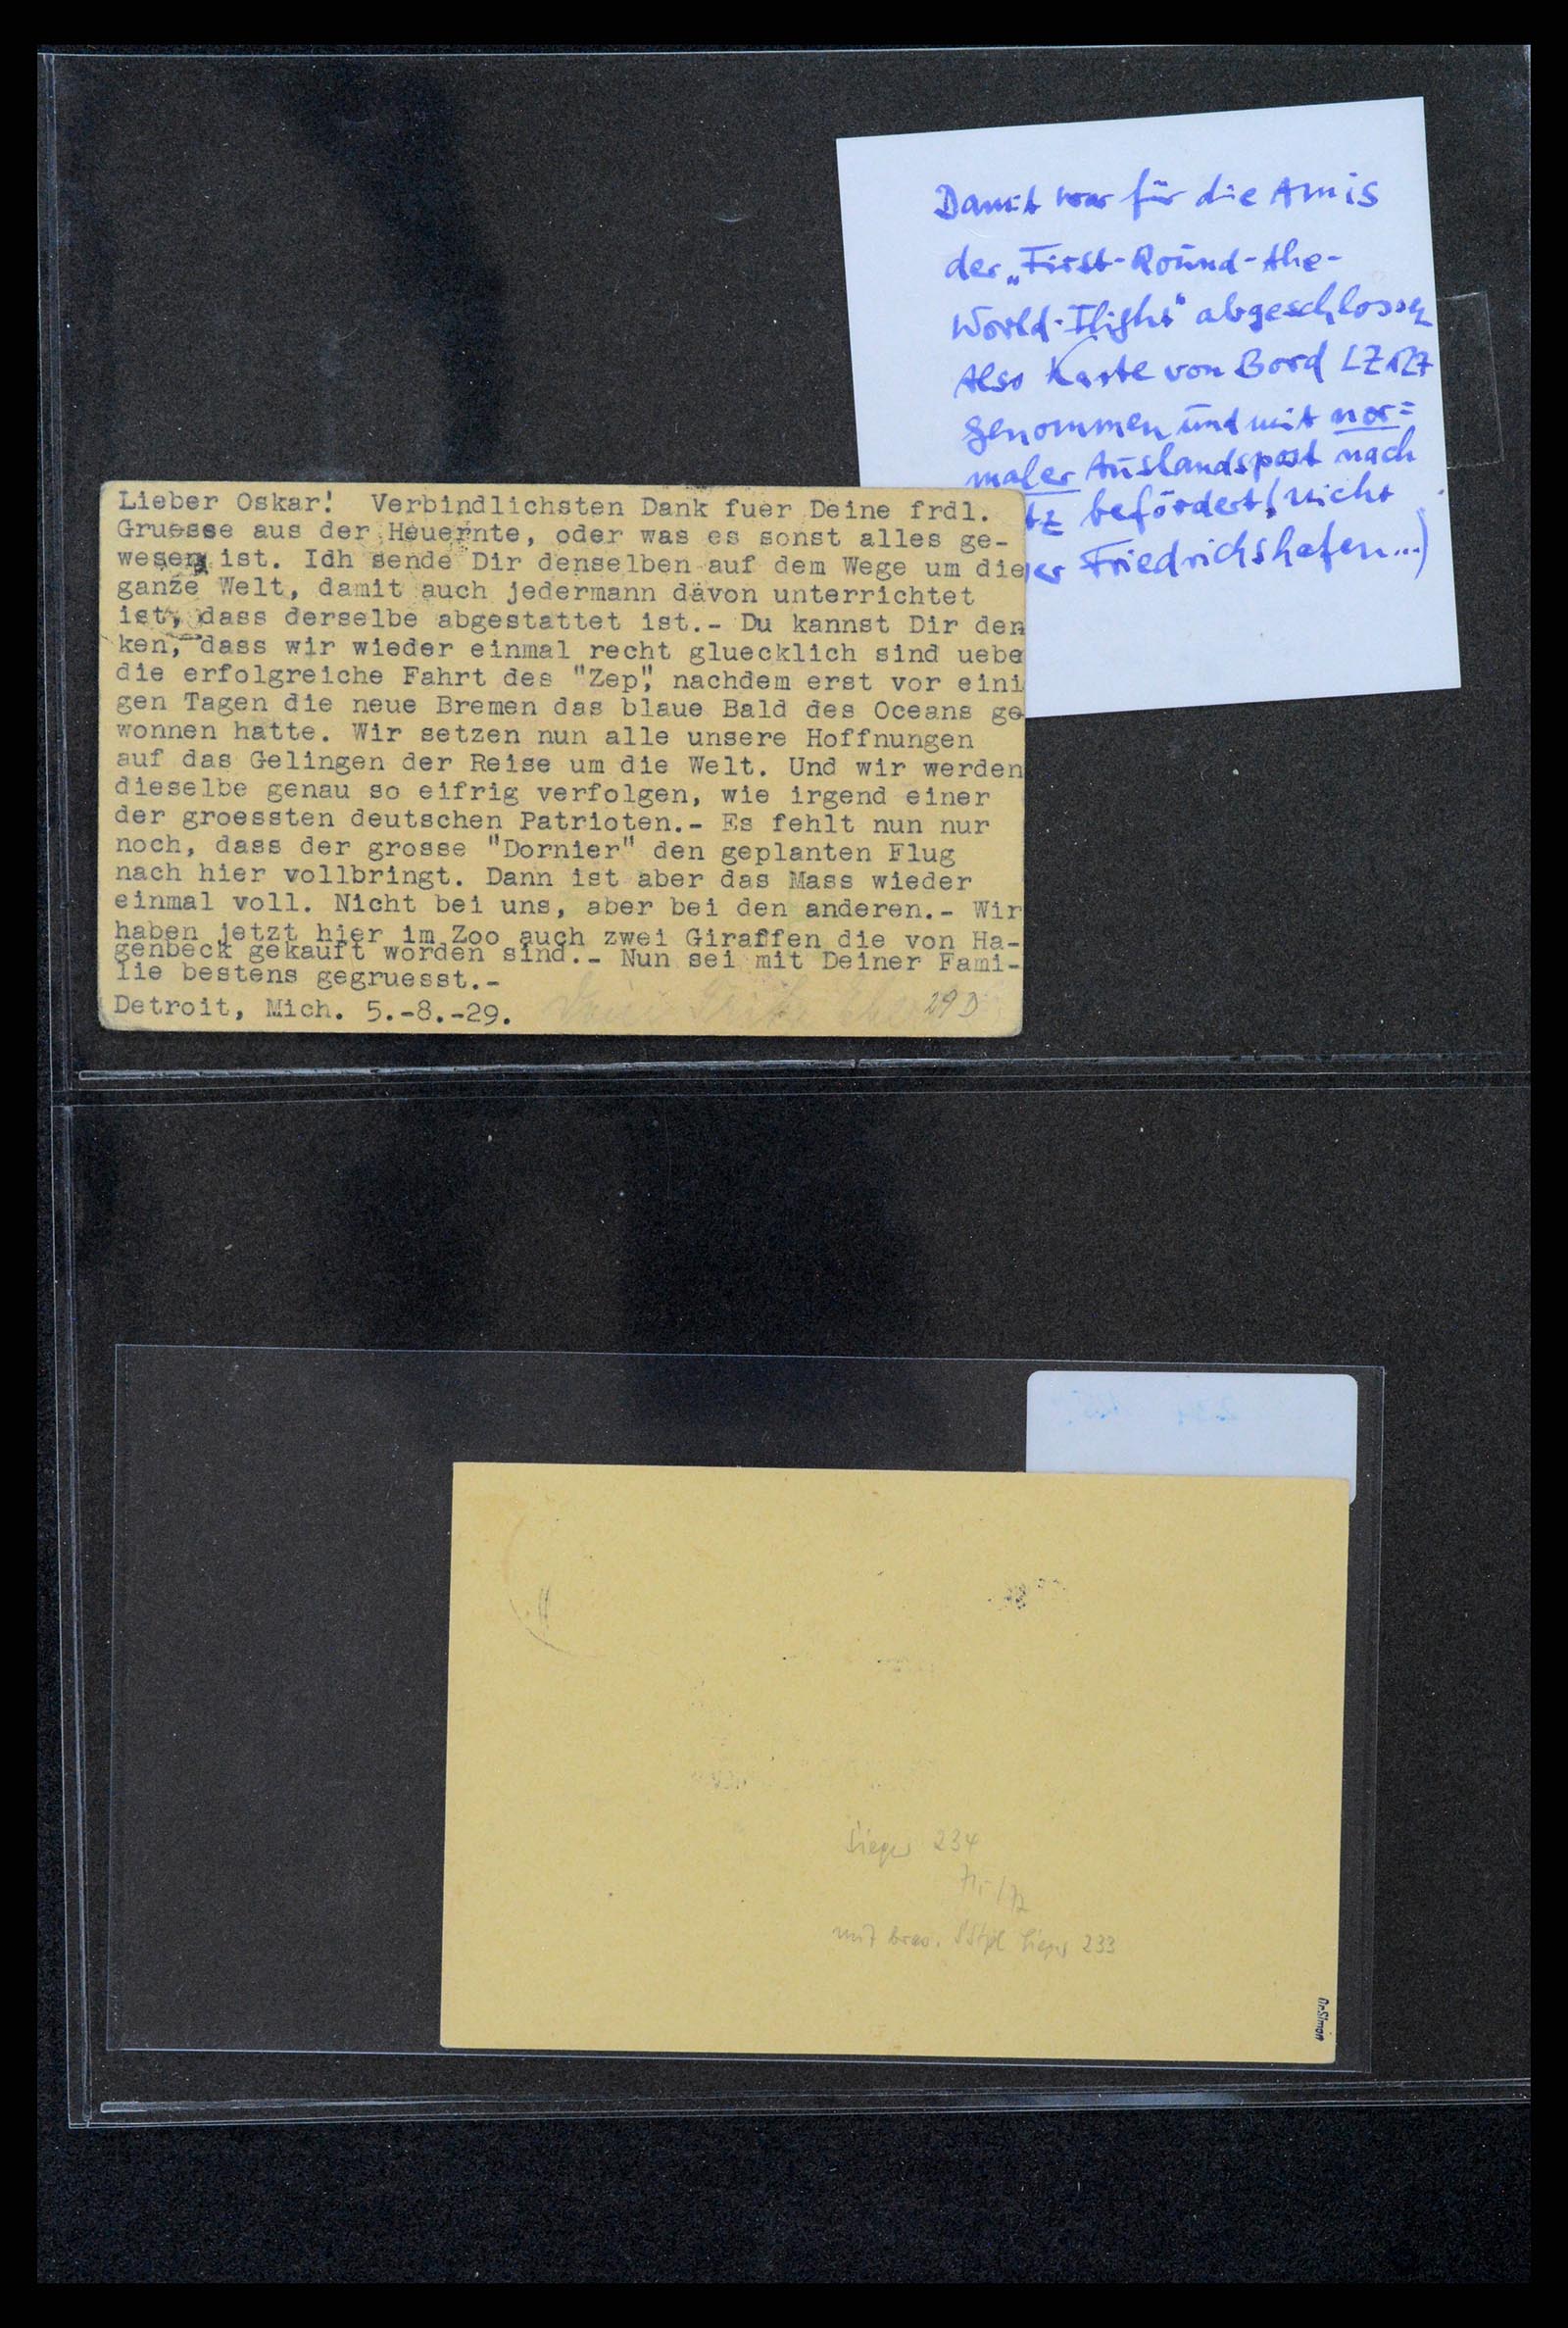 Damit war für die Amis
der „First-Round-the-
World-Flight" abgeschlossen
Also Karte von Bord LZ127
genommen und mit nor=
maler Auslandspost nach
tz befördert! (nicht
er Friedrichshafen...)
Lieber Oskar!  Verbindlichsten Dank fuer Deine frdl.
Gruesse aus der Heuernte, oder was es sonst alles ge-
wesen ist. Idh sende Dir denselben auf dem Wege um die
ganze Welt, damit auch jedermann davon unterrichtet
ist, dass derselbe abgestattet ist.- Du kannst Dir den
ken, dass wir wieder einmal recht gluecklich sind uebe
die erfolgreiche Fahrt des "Zep", nachdem erst vor eini
gen Tagen die neue Bremen das blaue Bald des Oceans ge
wonnen hatte. Wir setzen nun alle unsere Hoffnungen
auf das Gelingen der Reise um die Welt. Und wir werden
dieselbe genau so eifrig verfolgen, wie irgend einer
der groessten deutschen Patrioten.- Es fehlt nun nur
noch, dass der grosse "Dornier" den geplanten Flug
nach hier vollbringt. Dann ist aber das Mass wieder
einmal voll. Nicht bei uns, aber bei den anderen.- Wir
haben jetzt hier im Zoo auch zwei Giraffen die von Ha-
genbeck gekauft worden sind.- Nun sei mit Deiner Fami-
lie bestens gegruesst.-
Detroit, Mich. 5.-8.-29.
29 D
Sieger 234
mit Sieger 233
Dr.Simon